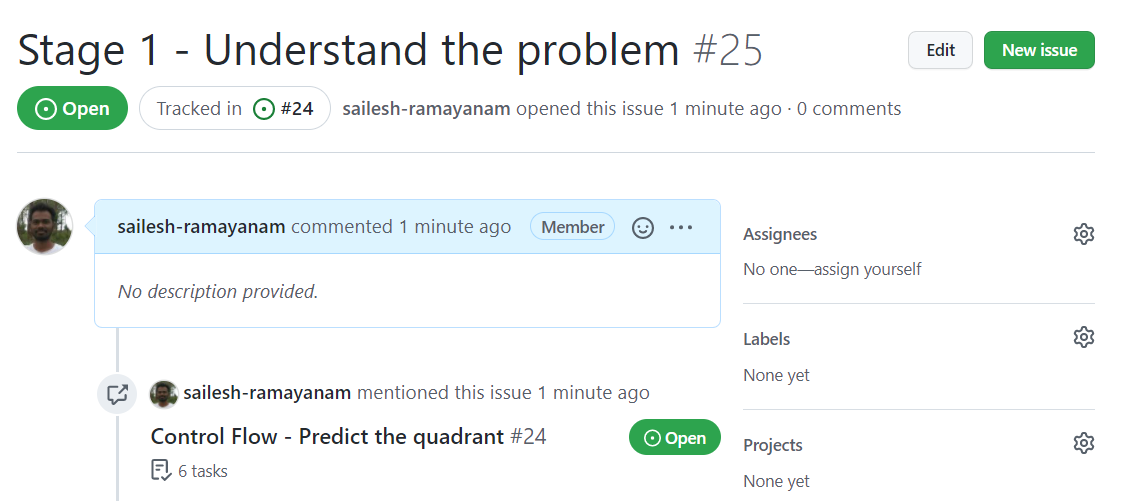 Stage 1 - Understand the problem #25
Edit
New issue
Open
Tracked in #24
sailesh-ramayanam opened this issue 1 minute ago · 0 comments
sailesh-ramayanam commented 1 minute ago
Member
No description provided.
Assignees
No one—assign yourself
Labels
None yet
sailesh-ramayanam mentioned this issue 1 minute ago
Control Flow - Predict the quadrant #24
Open
6 tasks
Projects
None yet